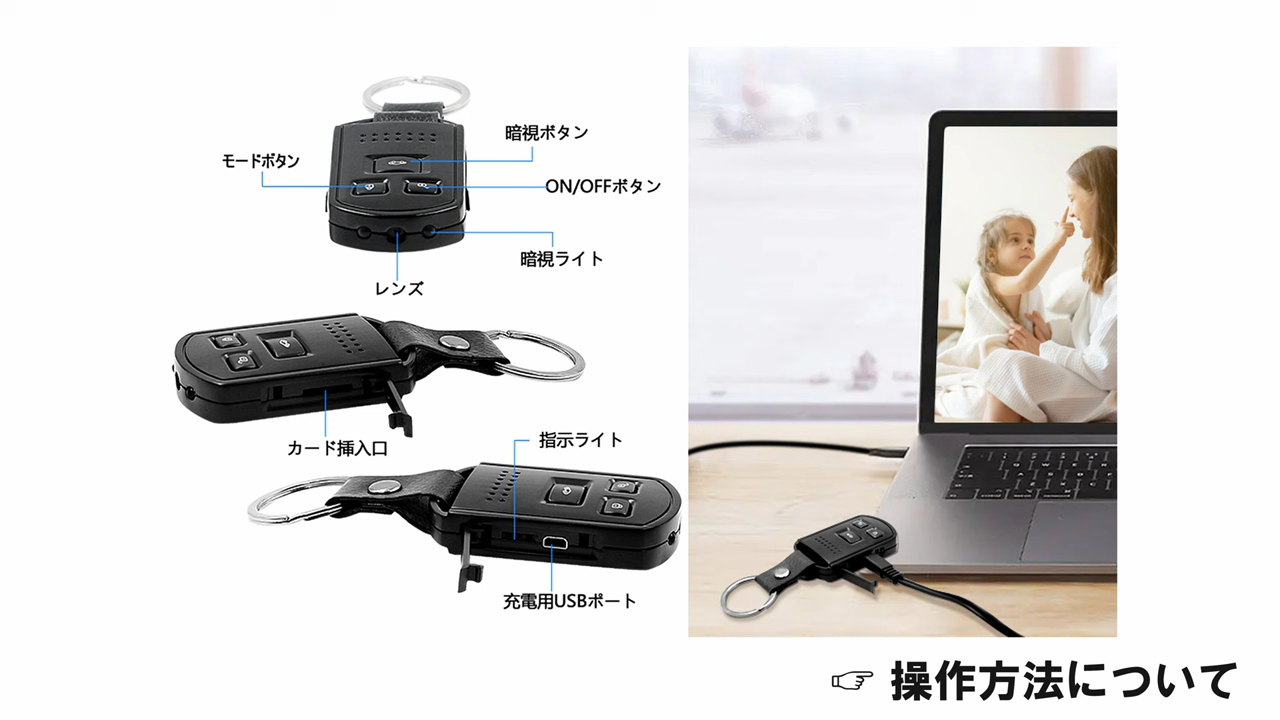 暗視ボタン
モードボタン
ON/OFFボタン
暗視ライト
レンズ
カード挿入口
指示ライト
充電用USBポート
☞ 操作方法について